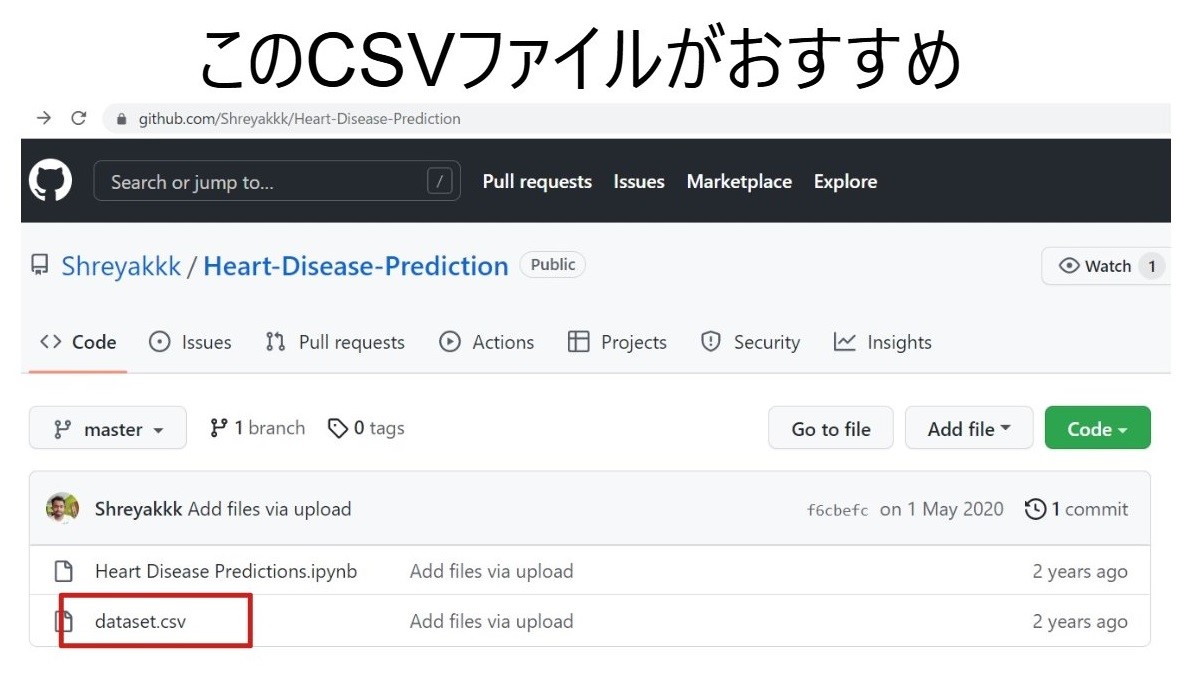 このCSVファイルがおすすめ
github.com/Shreyakkk/Heart-Disease-Prediction
Search or jump to... / Pull requests Issues Marketplace Explore
Shreyakkk / Heart-Disease-Prediction Public Watch 1
Code Issues Pull requests Actions Projects Security Insights
master 1 branch 0 tags Go to file Add file Code
Shreyakkk Add files via upload f6cbefc on 1 May 2020 1 commit
Heart Disease Predictions.ipynb Add files via upload 2 years ago
dataset.csv Add files via upload 2 years ago